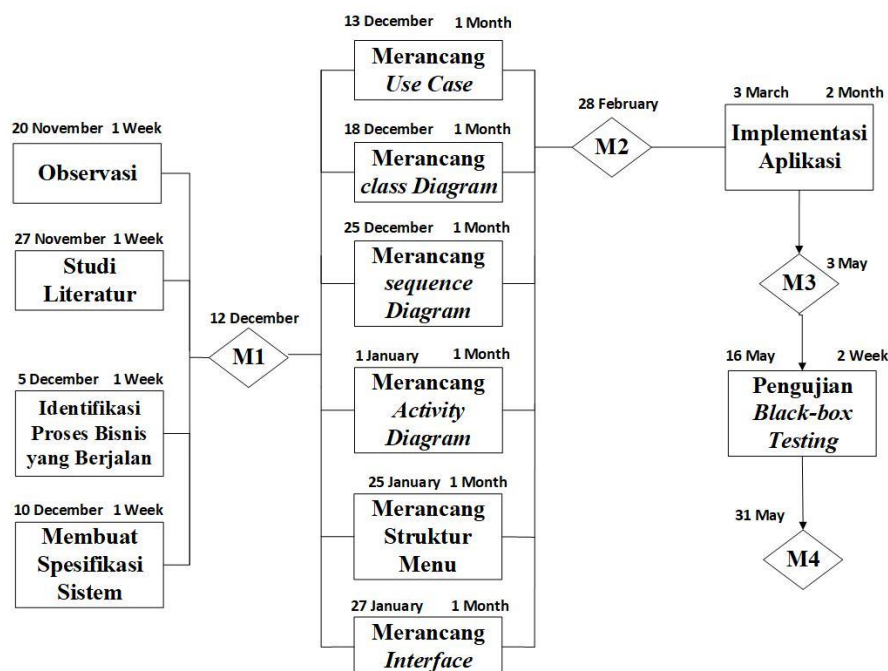 20 November 1 Week
Observasi
27 November 1 Week
Studi
Literatur
5 December 1 Week
Identifikasi
Proses Bisnis
yang Berjalan
10 December 1 Week
Membuat
Spesifikasi
Sistem
12 December
M1
13 December 1 Month
Merancang
Use Case
18 December 1 Month
Merancang
class Diagram
25 December 1 Month
Merancang
sequence
Diagram
1 January 1 Month
Merancang
Activity
Diagram
25 January 1 Month
Merancang
Struktur
Menu
27 January 1 Month
Merancang
Interface
28 February
M2
3 March 2 Month
Implementasi
Aplikasi
3 May
M3
16 May 2 Week
Pengujian
Black-box
Testing
31 May
M4